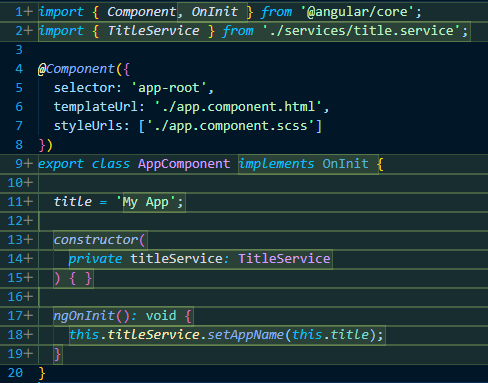 1+ import { Component, OnInit } from '@angular/core';
2+ import { TitleService } from './services/title.service';
3
4 @Component({
5 selector: 'app-root',
6 templateUrl: './app.component.html',
7 styleUrls: ['./app.component.scss']
8 })
9+ export class AppComponent implements OnInit {
10+
11+ title = 'My App';
12+
13+ constructor(
14+ private titleService: TitleService
15+ ) { }
16+
17+ ngOnInit(): void {
18+ this.titleService.setAppName(this.title);
19+ }
20 }